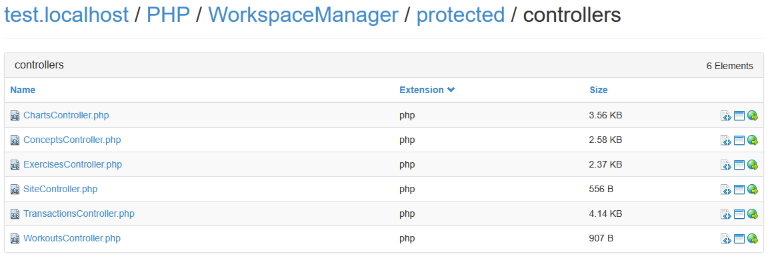 test.localhost / PHP / WorkspaceManager / protected / controllers
controllers 6 Elements
Name Extension Size
ChartsController.php php 3.56 KB
ConceptsController.php php 2.58 KB
ExercisesController.php php 2.37 KB
SiteController.php php 556 B
TransactionsController.php php 4.14 KB
WorkoutsController.php php 907 B